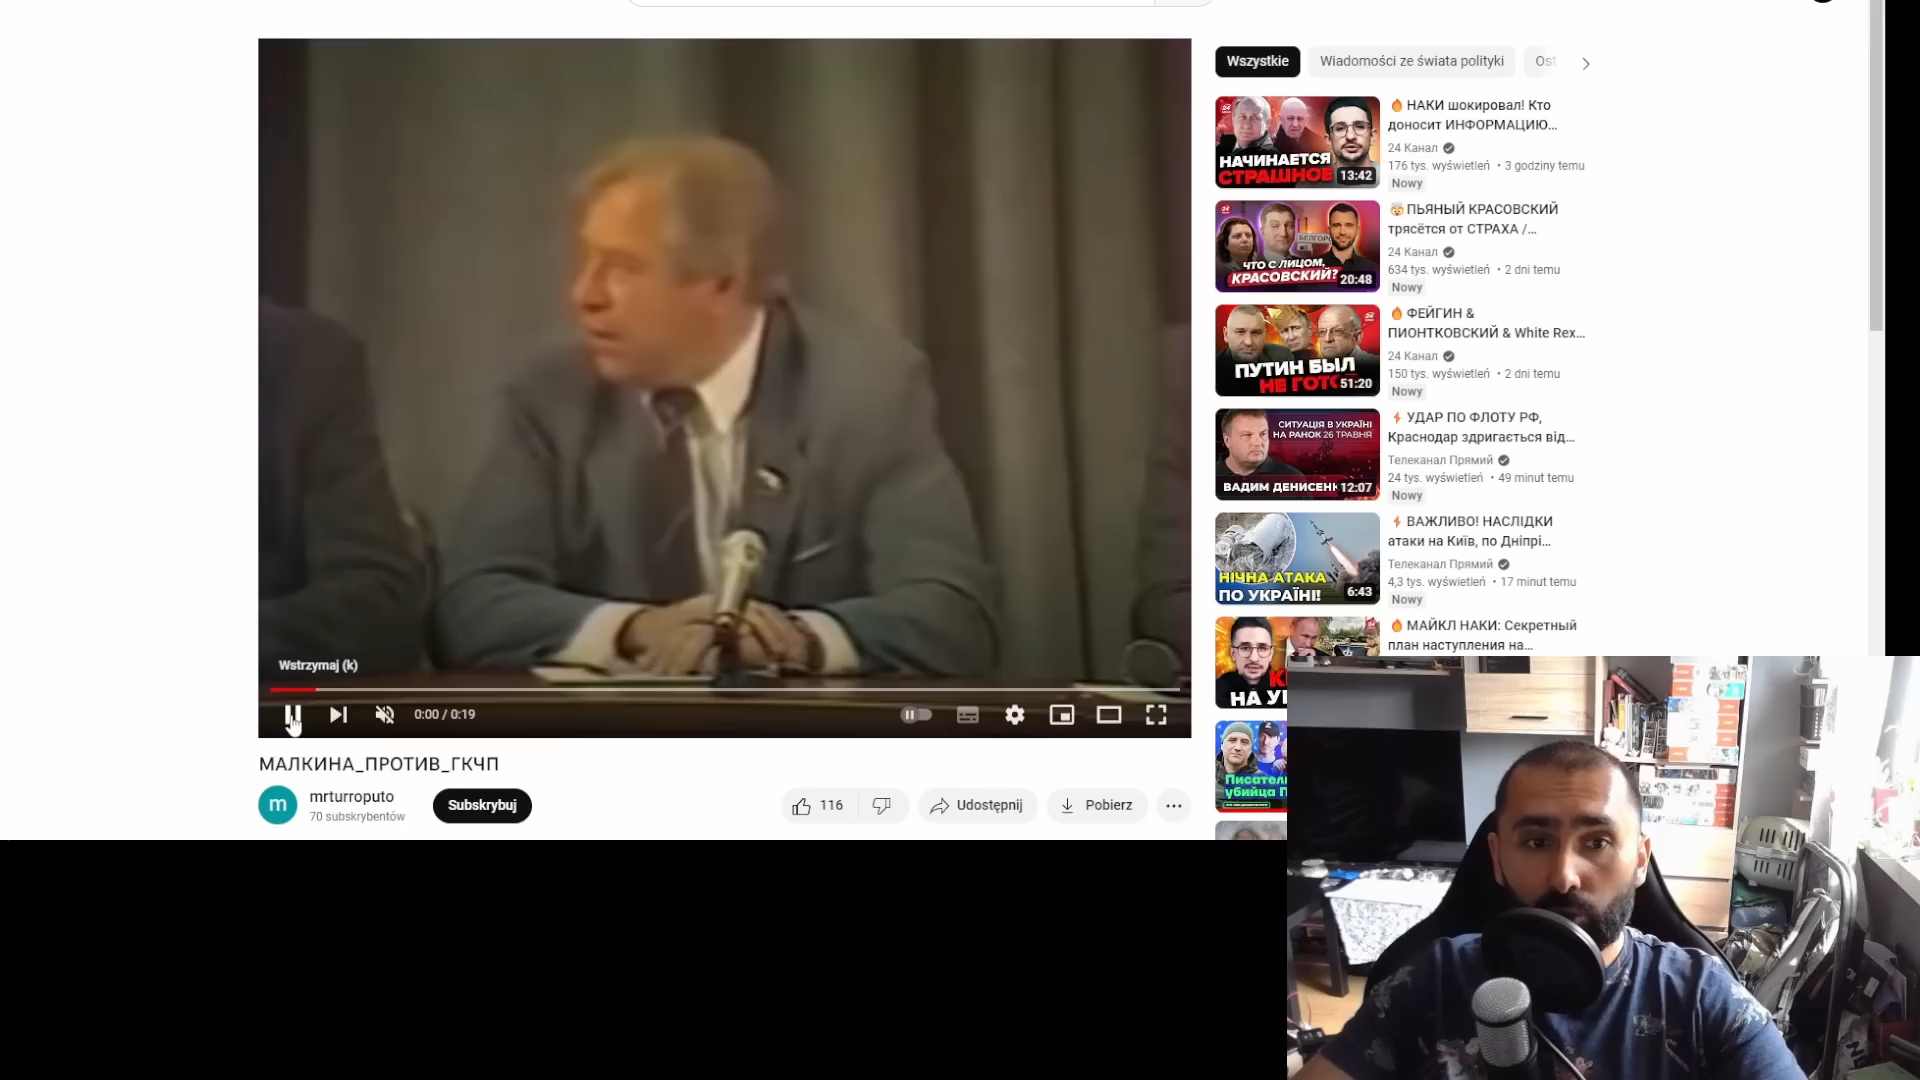 Wstrzymaj (k)
0:00 / 0:19
МАЛКИНА_ПРОТИВ_ГКЧП
m
mrturroputo
70 subskrybentów
Subskrybuj
116
Udostępnij
Pobierz
Wszystkie
Wiadomości ze świata polityki
Ost
НАЧИНАЕТСЯ
СТРАШНОЕ
13:42
🔥 НАКИ шокировал! Кто
доносит ИНФОРМАЦИЮ...
24 Канал
176 tys. wyświetleń • 3 godziny temu
Nowy
БЕЛГОР
ЧТО С ЛИЦОМ,
КРАСОВСКИЙ?
20:48
🤯ПЬЯНЫЙ КРАСОВСКИЙ
трясётся от СТРАХА /...
24 Канал
634 tys. wyświetleń • 2 dni temu
Nowy
ПУТИН БЫЛ
НЕ ГОТО
51:20
🔥 ФЕЙГИН &
ПИОНТКОВСКИЙ & White Rex...
24 Канал
150 tys. wyświetleń • 2 dni temu
Nowy
СИТУАЦІЯ В УКРАЇНІ
НА РАНОК 26 ТРАВНЯ
ВАДИМ ДЕНИСЕН
12:07
⚡ УДАР ПО ФЛОТУ РФ,
Краснодар здригається від...
Телеканал Прямий
24 tys. wyświetleń • 49 minut temu
Nowy
НІЧНА АТАКА
ПО УКРАЇНІ!
6:43
⚡ ВАЖЛИВО! НАСЛІДКИ
атаки на Київ, по Дніпрі...
Телеканал Прямий
4,3 tys. wyświetleń • 17 minut temu
Nowy
НА У
🔥 МАЙКЛ НАКИ: Секретный
план наступления на...
Писатель
убийца П